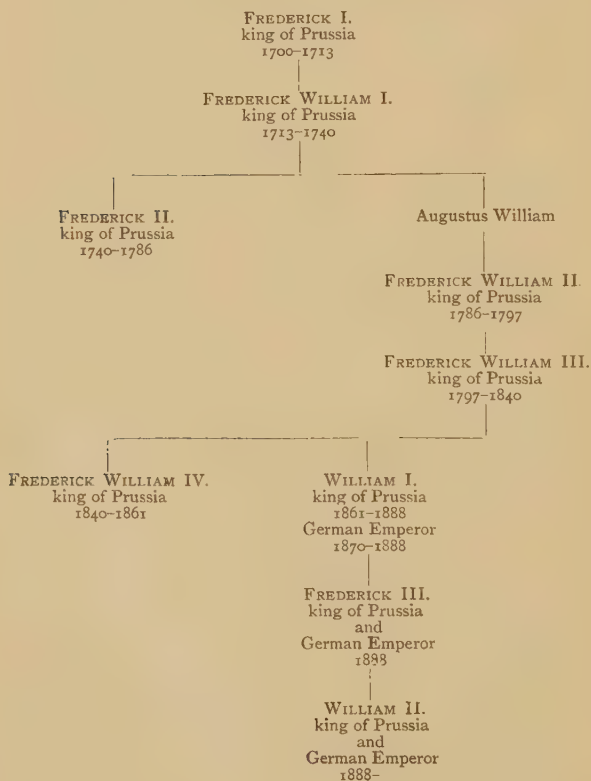 FREDERICK I.
king of Prussia
1700–1713
FREDERICK WILLIAM I.
king of Prussia
1713–1740
FREDERICK II.
king of Prussia
1740–1786
Augustus William
FREDERICK WILLIAM II.
king of Prussia
1786–1797
FREDERICK WILLIAM III.
king of Prussia
1797–1840
FREDERICK WILLIAM IV.
king of Prussia
1840–1861
WILLIAM I.
king of Prussia
1861–1888
German Emperor
1870–1888
FREDERICK III.
king of Prussia
and
German Emperor
1888
WILLIAM II.
king of Prussia
and
German Emperor
1888–